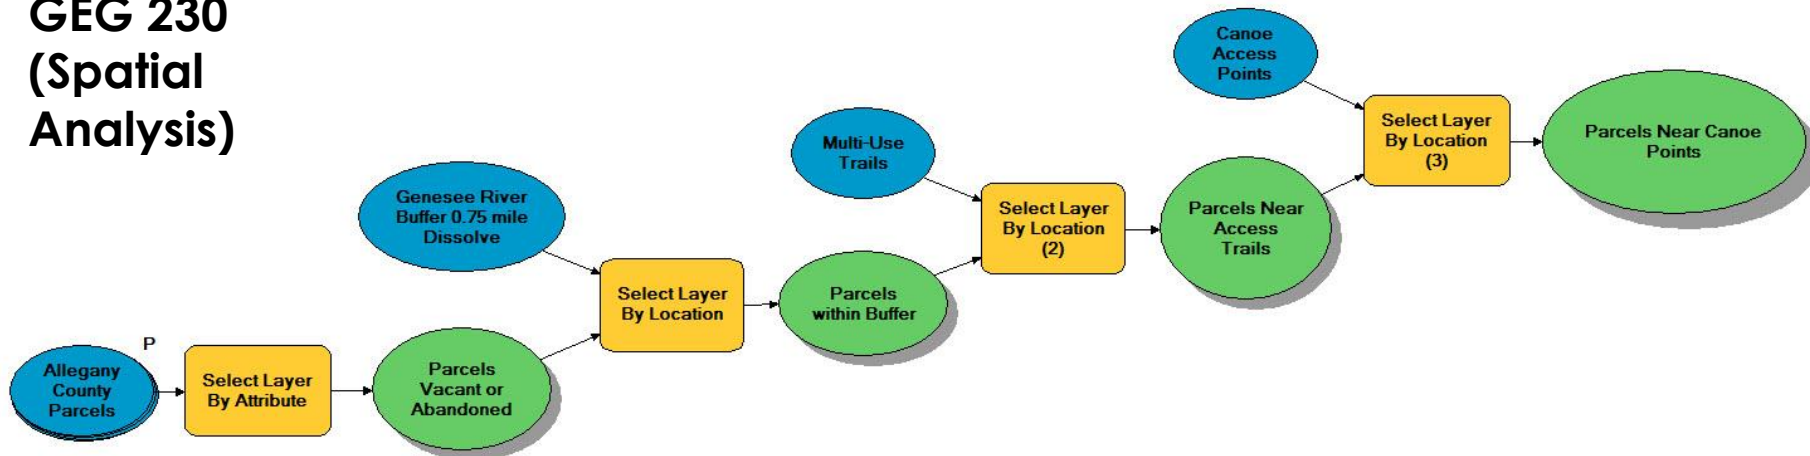 GEG 230
(Spatial
Analysis)
Canoe
Access
Points
Select Layer
By Location
(3)
Parcels Near Canoe
Points
Multi-Use
Trails
Select Layer
By Location
(2)
Parcels Near
Access
Trails
Genesee River
Buffer 0.75 mile
Dissolve
Select Layer
By Location
Parcels
within Buffer
P
Allegany
County
Parcels
Select Layer
By Attribute
Parcels
Vacant or
Abandoned